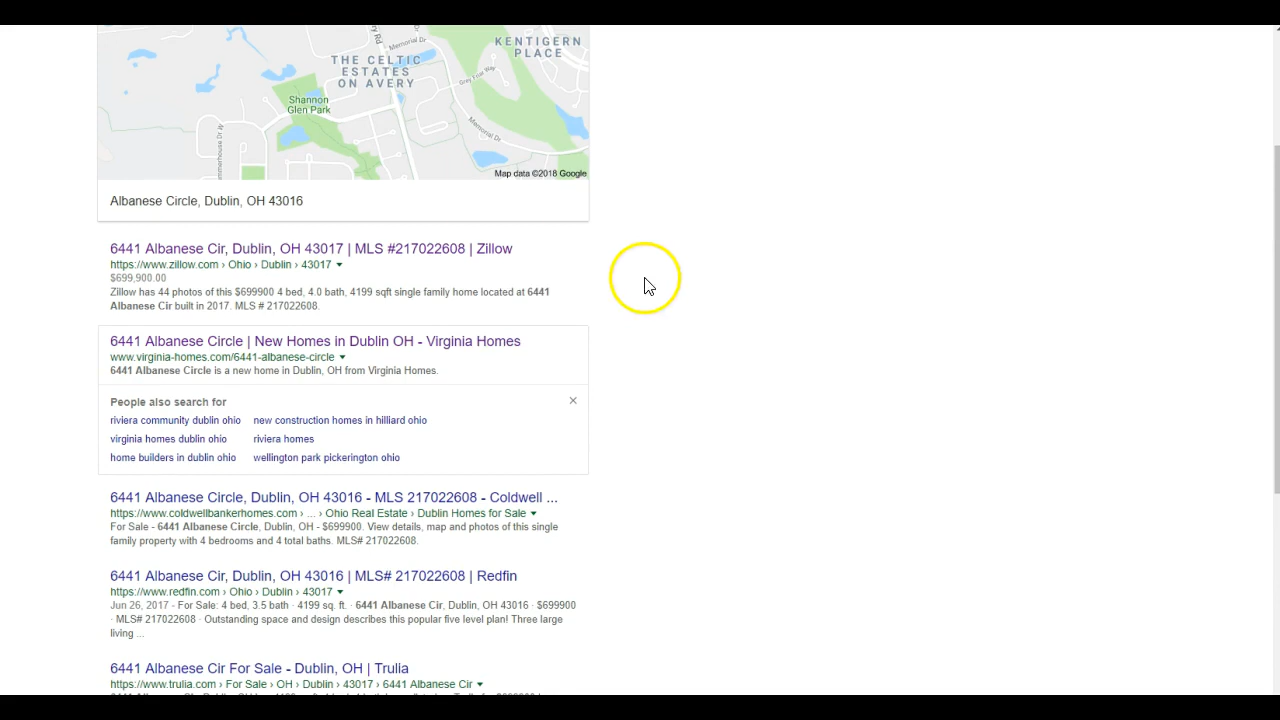 KENTIGERN
PLACE
Memorial Dr
THE CELTIC
ESTATES
ON AVERY
Gray Fox Way
Shannon
Glen Park
Memorial Dr
Map data ©2018 Google
Albanese Circle, Dublin, OH 43016
6441 Albanese Cir, Dublin, OH 43017 | MLS #217022608 | Zillow
https://www.zillow.com › Ohio › Dublin › 43017
$699,900.00
Zillow has 44 photos of this $699900 4 bed, 4.0 bath, 4199 sqft single family home located at 6441
Albanese Cir built in 2017. MLS # 217022608.
6441 Albanese Circle | New Homes in Dublin OH - Virginia Homes
www.virginia-homes.com/6441-albanese-circle
6441 Albanese Circle is a new home in Dublin, OH from Virginia Homes.
People also search for
riviera community dublin ohio new construction homes in hilliard ohio
virginia homes dublin ohio riviera homes
home builders in dublin ohio wellington park pickerington ohio
6441 Albanese Circle, Dublin, OH 43016 - MLS 217022608 - Coldwell ...
https://www.coldwellbankerhomes.com › ... › Ohio Real Estate › Dublin Homes for Sale
For Sale - 6441 Albanese Circle, Dublin, OH - $699900. View details, map and photos of this single
family property with 4 bedrooms and 4 total baths. MLS# 217022608.
6441 Albanese Cir, Dublin, OH 43016 | MLS# 217022608 | Redfin
https://www.redfin.com › Ohio › Dublin › 43017
Jun 26, 2017 - For Sale: 4 bed, 3.5 bath · 4199 sq. ft. · 6441 Albanese Cir, Dublin, OH 43016 · $699900
· MLS# 217022608 · Outstanding space and design describes this popular five level plan! Three large
living ...
6441 Albanese Cir For Sale - Dublin, OH | Trulia
https://www.trulia.com › For Sale › OH › Dublin › 43017 › 6441 Albanese Cir